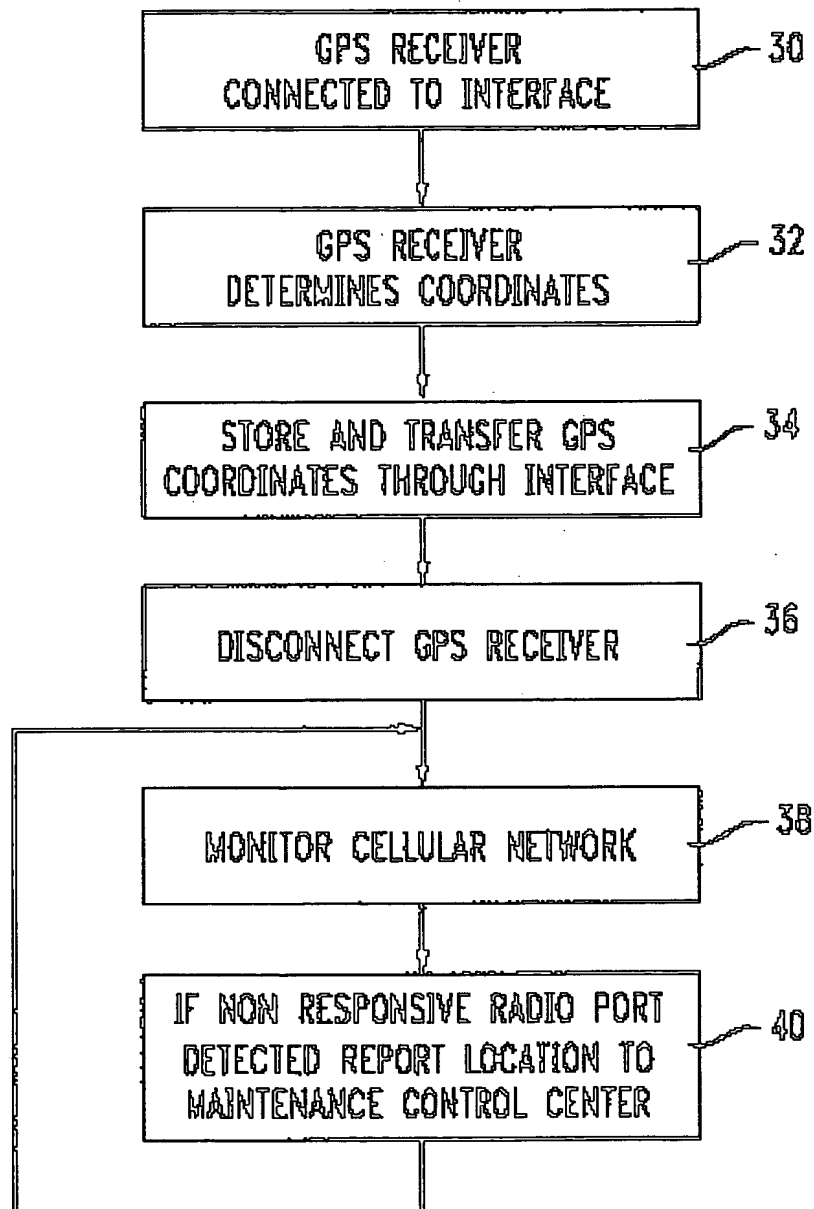 GPS RECEIVER
CONNECTED TO INTERFACE
30
GPS RECEIVER
DETERMINES COORDINATES
32
STORE AND TRANSFER GPS
COORDINATES THROUGH INTERFACE
34
DISCONNECT GPS RECEIVER
36
MONITOR CELLULAR NETWORK
38
IF NON RESPONSIVE RADIO PORT
DETECTED REPORT LOCATION TO
MAINTENANCE CONTROL CENTER
40